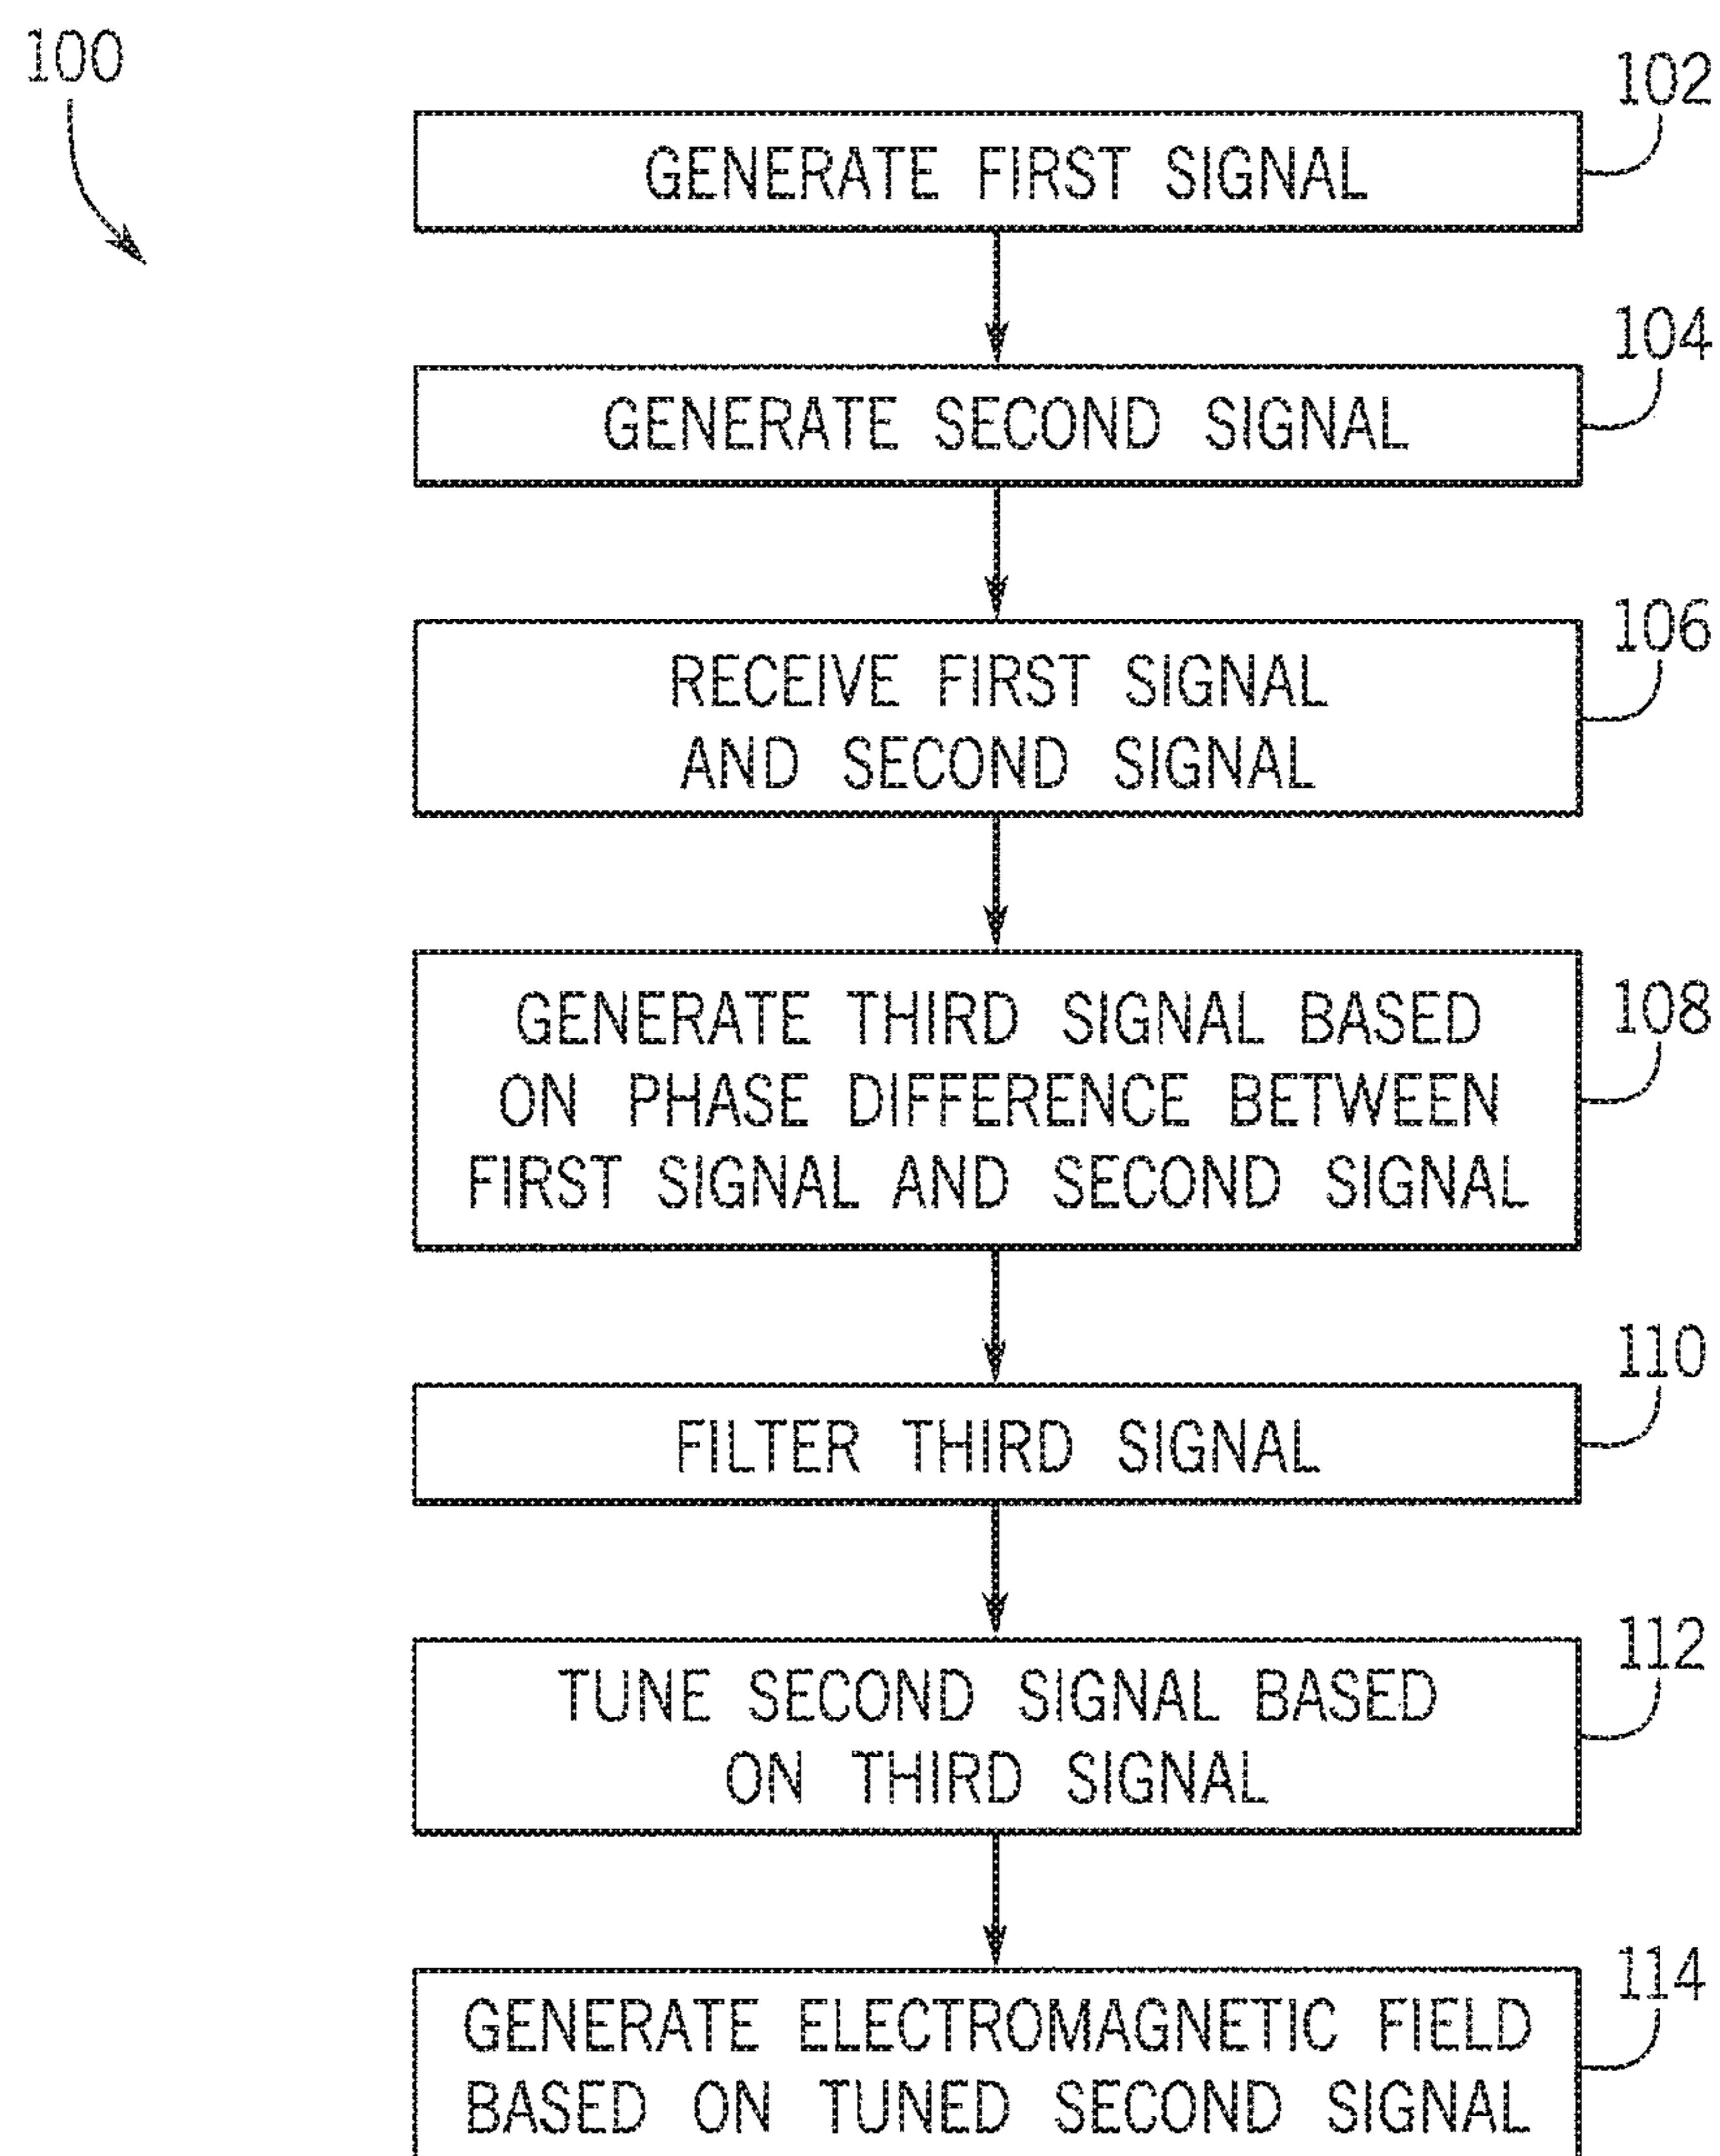 100
102
GENERATE FIRST SIGNAL
104
GENERATE SECOND SIGNAL
106
RECEIVE FIRST SIGNAL
AND SECOND SIGNAL
108
GENERATE THIRD SIGNAL BASED
ON PHASE DIFFERENCE BETWEEN
FIRST SIGNAL AND SECOND SIGNAL
110
FILTER THIRD SIGNAL
112
TUNE SECOND SIGNAL BASED
ON THIRD SIGNAL
114
GENERATE ELECTROMAGNETIC FIELD
BASED ON TUNED SECOND SIGNAL